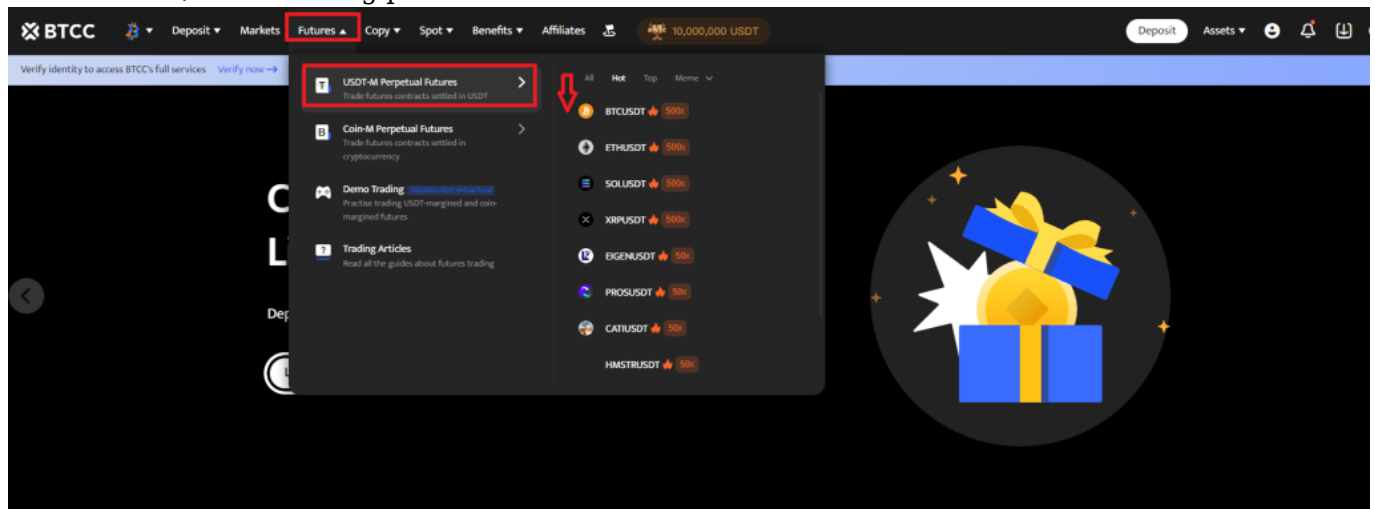 BTCC Deposit Markets Futures Copy Spot Benefits Affiliates 10,000,000 USDT Deposit Assets
Verify identity to access BTCC's full services Verify now →
USDT-M Perpetual Futures
Trade futures contracts settled in USDT
Coin-M Perpetual Futures
Trade futures contracts settled in
cryptocurrency
Demo Trading
Practise trading USDT-margined and coin-
margined futures
Trading Articles
Read all the guides about futures trading
All Hot Top Meme
BTCUSDT 500x
ETHUSDT 500x
SOLUSDT 500x
XRPUSDT 500x
EIGENUSDT 50x
PROSUSDT 50x
CATIUSDT 50x
HMSTRUSDT 50x
C
Li
Dep